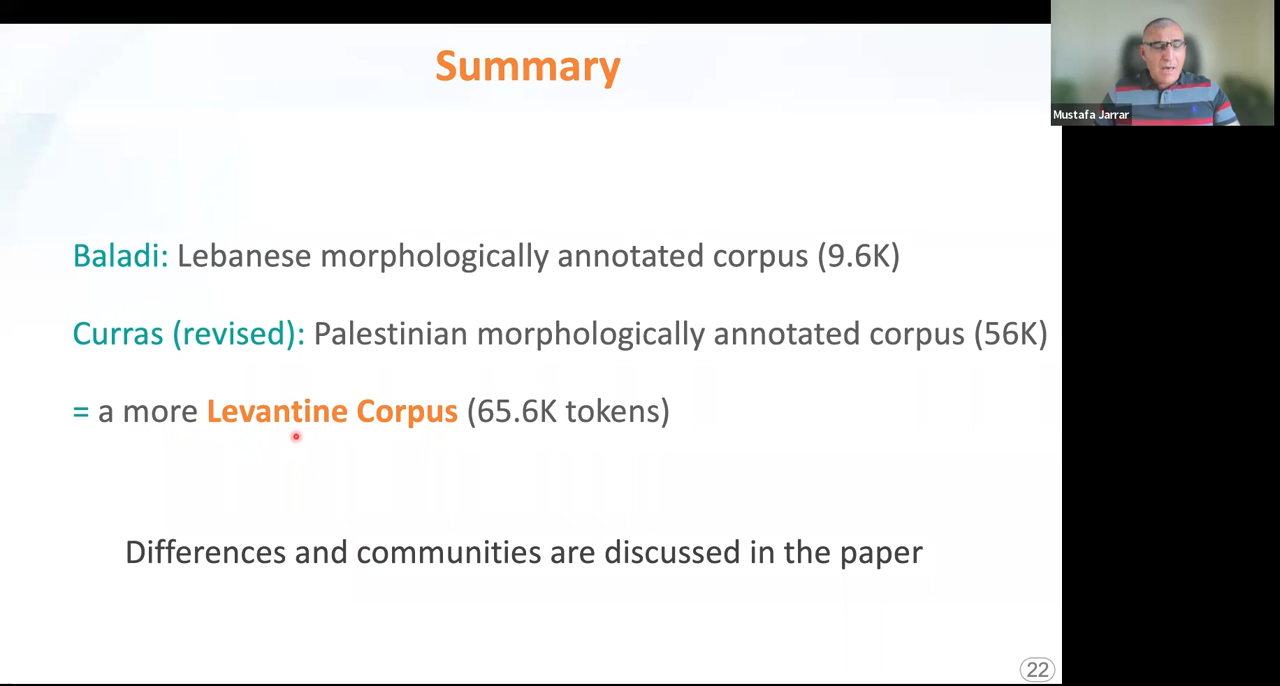 Summary
Mustafa Jarrar
Baladi: Lebanese morphologically annotated corpus (9.6K)
Curras (revised): Palestinian morphologically annotated corpus (56K)
= a more Levantine Corpus (65.6K tokens)
Differences and communities are discussed in the paper
22